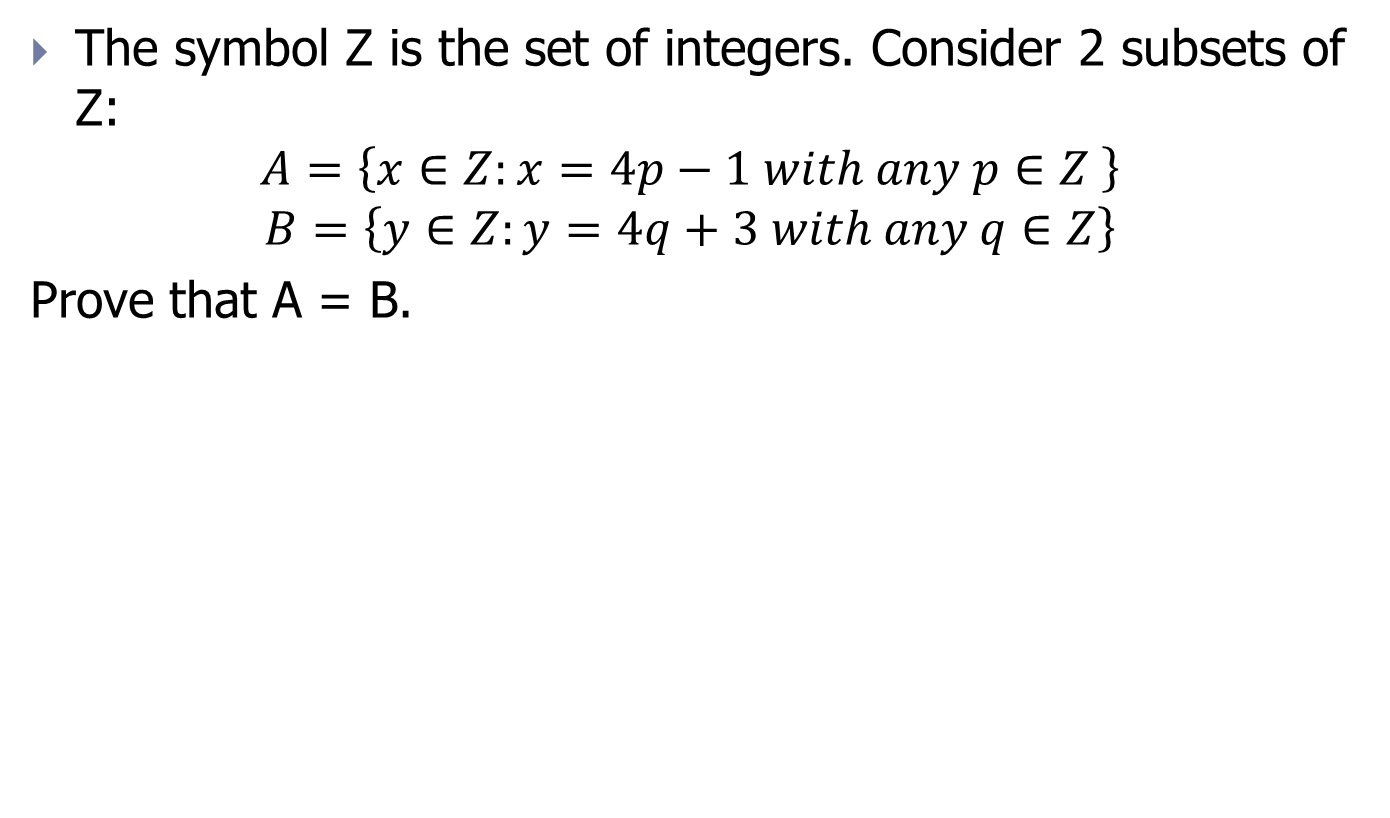 The symbol Z is the set of integers. Consider 2 subsets of
Z:
A = {x ∈ Z: x = 4p − 1 with any p ∈ Z }
B = {y ∈ Z: y = 4q + 3 with any q ∈ Z}
Prove that A = B.